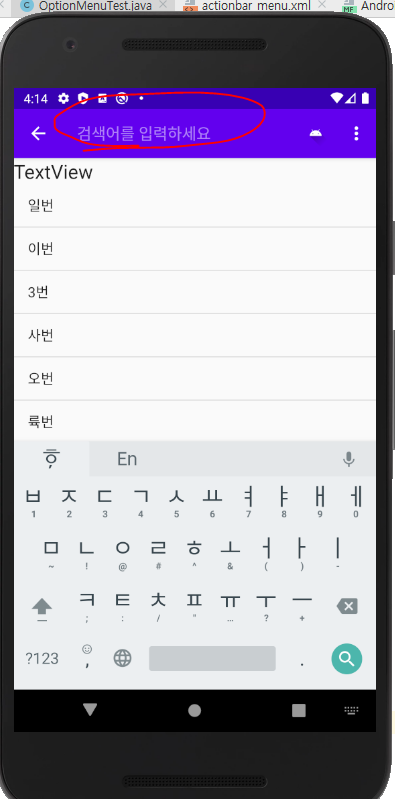 OptionMenuTest.java actionbar_menu.xml Andro
4:14
검색어를 입력하세요
TextView
일번
이번
3번
사번
오번
륙번
En
ㅂ ㅈ ㄷ ㄱ ㅅ ㅛ ㅕ ㅑ ㅐ ㅔ
1 2 3 4 5 6 7 8 9 0
ㅁ ㄴ ㅇ ㄹ ㅎ ㅗ ㅓ ㅏ ㅣ
~ ! @ # ^ & ( ) -
ㅋ ㅌ ㅊ ㅍ ㅠ ㅜ ㅡ
; : / " ... ? +
?123 , .